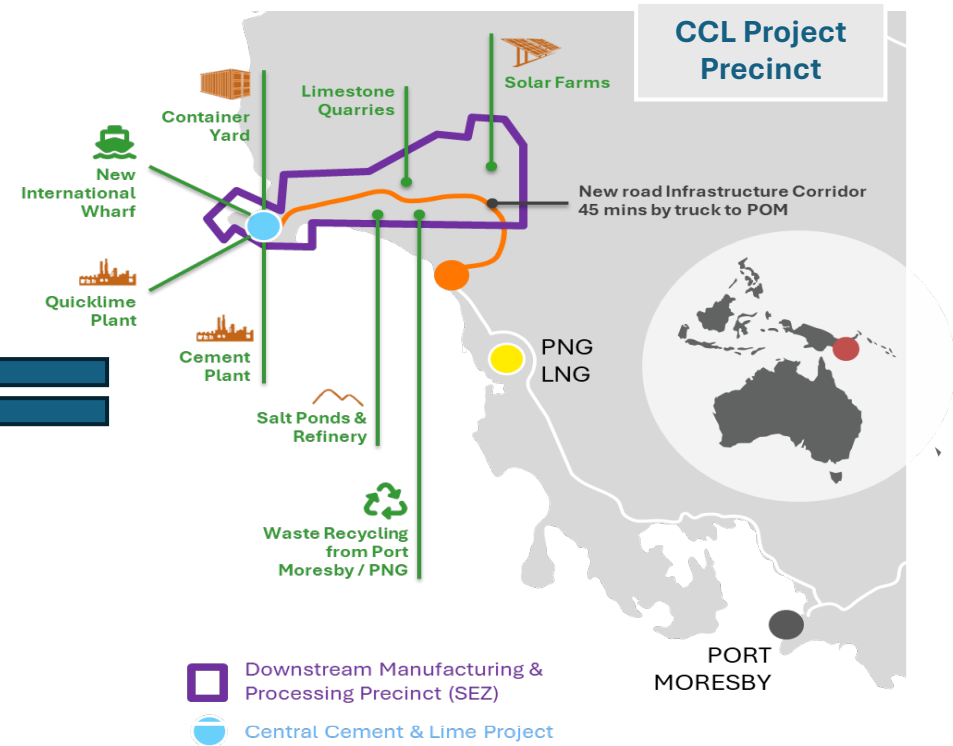 CCL Project
Precinct
Solar Farms
Limestone
Quarries
Container
Yard
New
International
Wharf
New road Infrastructure Corridor
45 mins by truck to POM
Quicklime
Plant
Cement
Plant
PNG
LNG
Salt Ponds &
Refinery
Waste Recycling
from Port
Moresby / PNG
PORT
MORESBY
Downstream Manufacturing &
Processing Precinct (SEZ)
Central Cement & Lime Project